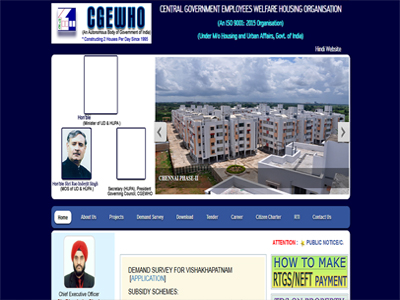 CGEWHO
(An Autonomous Body of Government of India)
"Constructing 2 Houses Per Day Since 1990
CENTRAL GOVERNMENT EMPLOYEES WELFARE HOUSING ORGANISATION
(An ISO 9001: 2015 Organisation)
(Under M/o Housing and Urban Affairs, Govt. of India)
Hindi Website
Hon'ble
(Minister of UD & HUPA )
Hon'ble Shri Rao Inderjit Singh
(MOS of UD & HUPA )
Secretary (HUPA), President
Governing Council, CGEWHO
CHENNAI PHASE-II
Home About Us Projects Demand Survey Download Tender Career Citizen Charter RTI Contact Us
Chief Executive Officer
DEMAND SURVEY FOR VISHAKHAPATNAM
[APPLICATION]
SUBSIDY SCHEMES:
ATTENTION : PUBLIC NOTICE/C
HOW TO MAKE
RTGS/NEFT PAYMENT